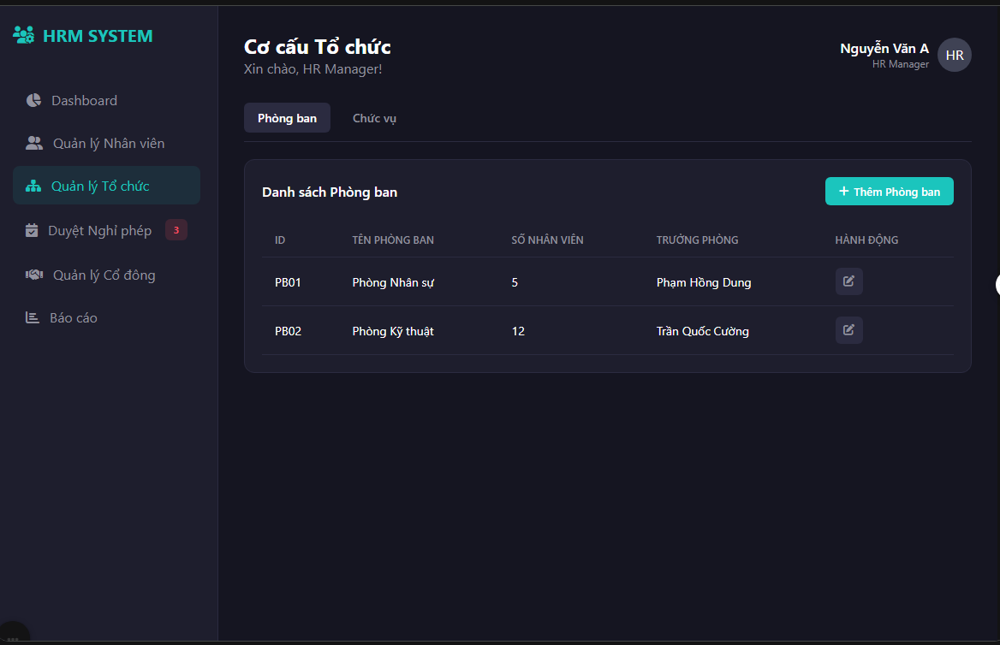 HRM SYSTEM
Dashboard
Quản lý Nhân viên
Quản lý Tổ chức
Duyệt Nghỉ phép 3
Quản lý Cổ đông
Báo cáo
Cơ cấu Tổ chức
Xin chào, HR Manager!
Nguyễn Văn A
HR Manager
HR
Phòng ban Chức vụ
Danh sách Phòng ban
+ Thêm Phòng ban
ID TÊN PHÒNG BAN SỐ NHÂN VIÊN TRƯỞNG PHÒNG HÀNH ĐỘNG
PB01 Phòng Nhân sự 5 Phạm Hồng Dung
PB02 Phòng Kỹ thuật 12 Trần Quốc Cường